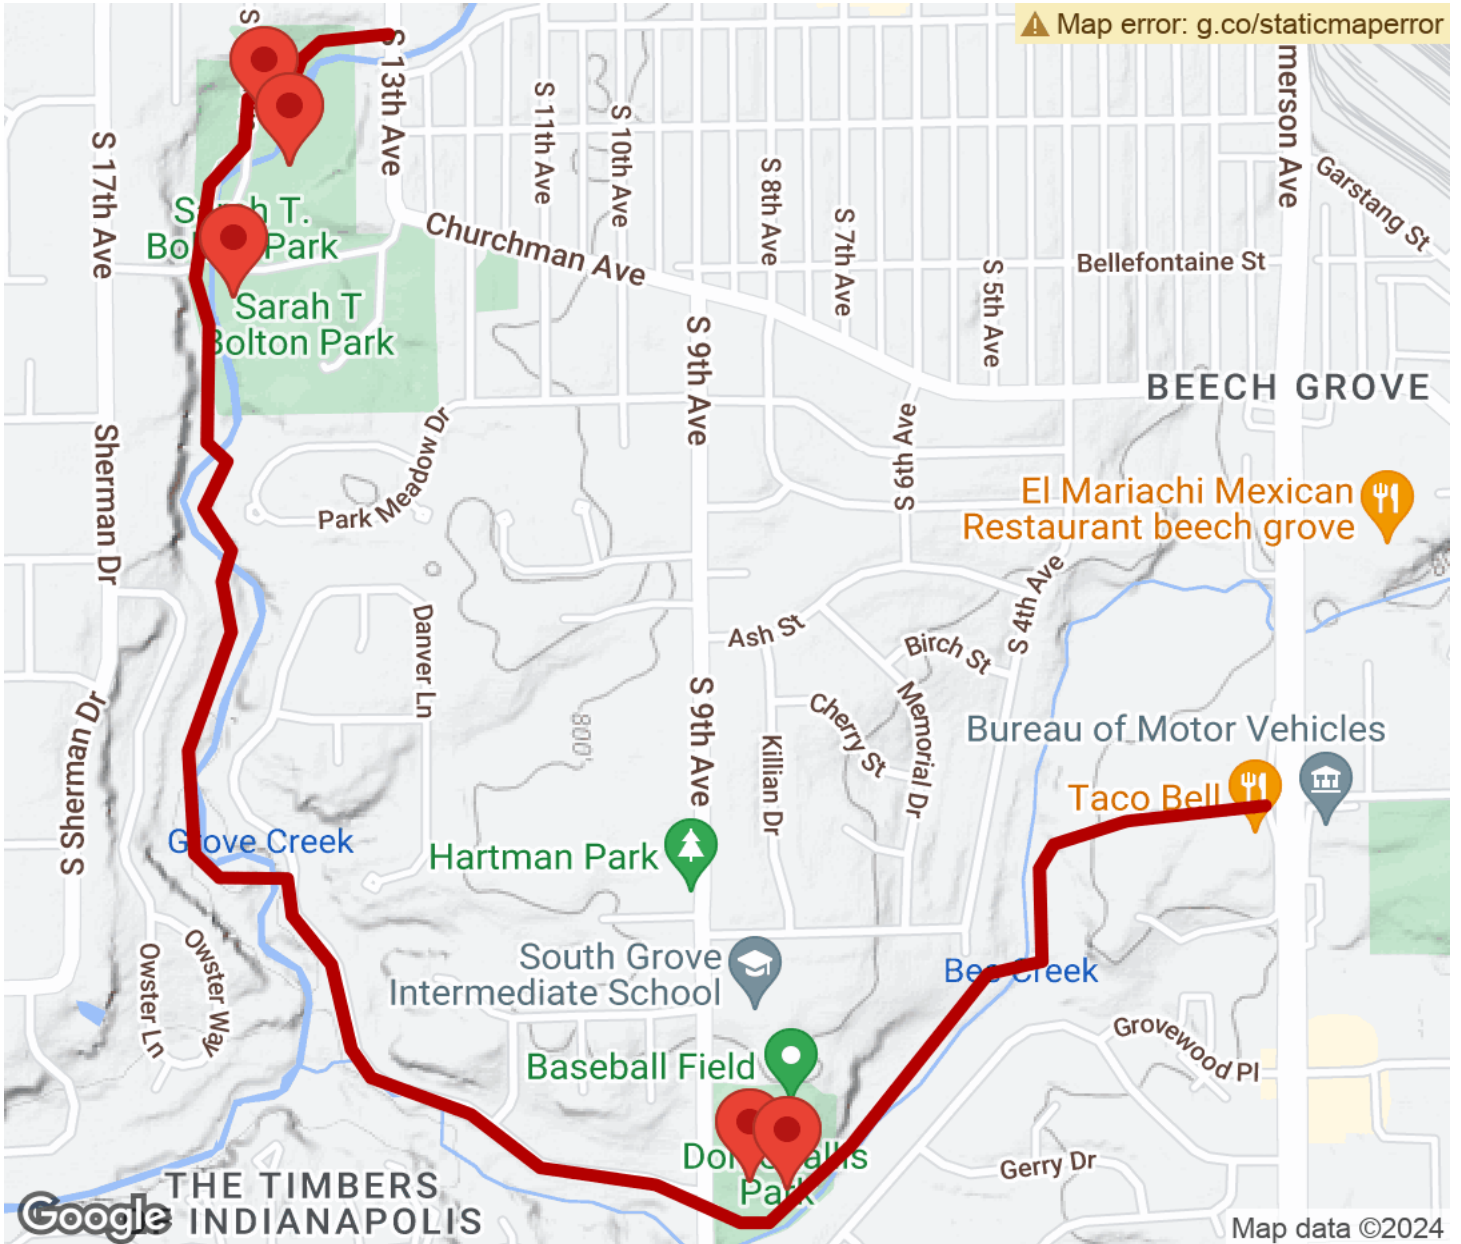 Map error: g.co/staticmaperror
S
S 13th Ave
S 11th Ave
S 10th Ave
S 17th Ave
S 8th Ave
S 7th Ave
S 5th Ave
merson Ave
Garstang St
Churchman Ave
Bellefontaine St
Sarah T.
Bolton Park
Sarah T
Bolton Park
S 9th Ave
BEECH GROVE
Sherman Dr
Park Meadow Dr
S 6th Ave
El Mariachi Mexican
Restaurant beech grove
Danver Ln
Ash St
Birch St
S 4th Ave
S Sherman Dr
800'
S 9th Ave
Cherry St
Memorial Dr
Killian Dr
Bureau of Motor Vehicles
Taco Bell
Grove Creek
Hartman Park
Owster Ln
Owster Way
South Grove
Intermediate School
Creek
Grovewood Pl
Baseball Field
Gerry Dr
Park
THE TIMBERS
INDIANAPOLIS
Google
Map data ©2024